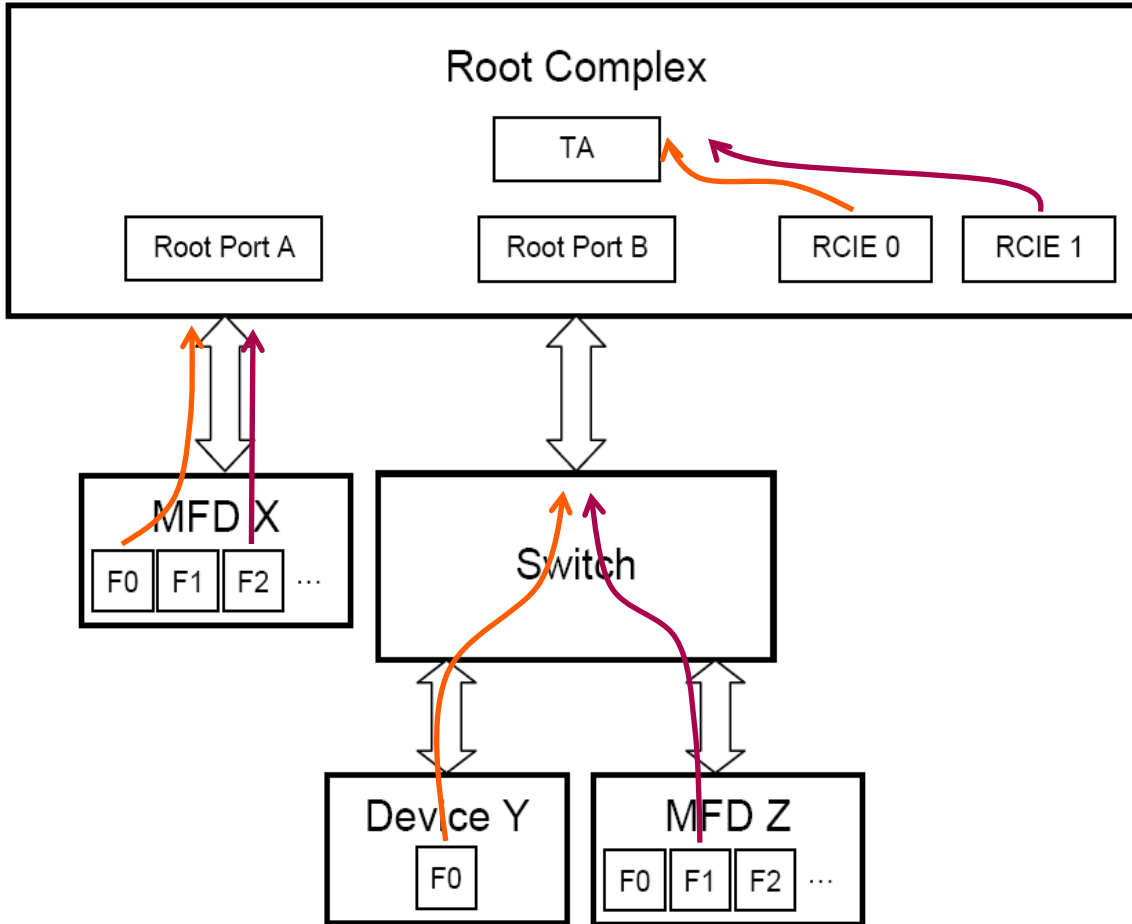 Root Complex
TA
Root Port A
Root Port B
RCIE 0
RCIE 1
MFD X
F0 F1 F2 ...
Switch
Device Y
F0
MFD Z
F0 F1 F2 ...